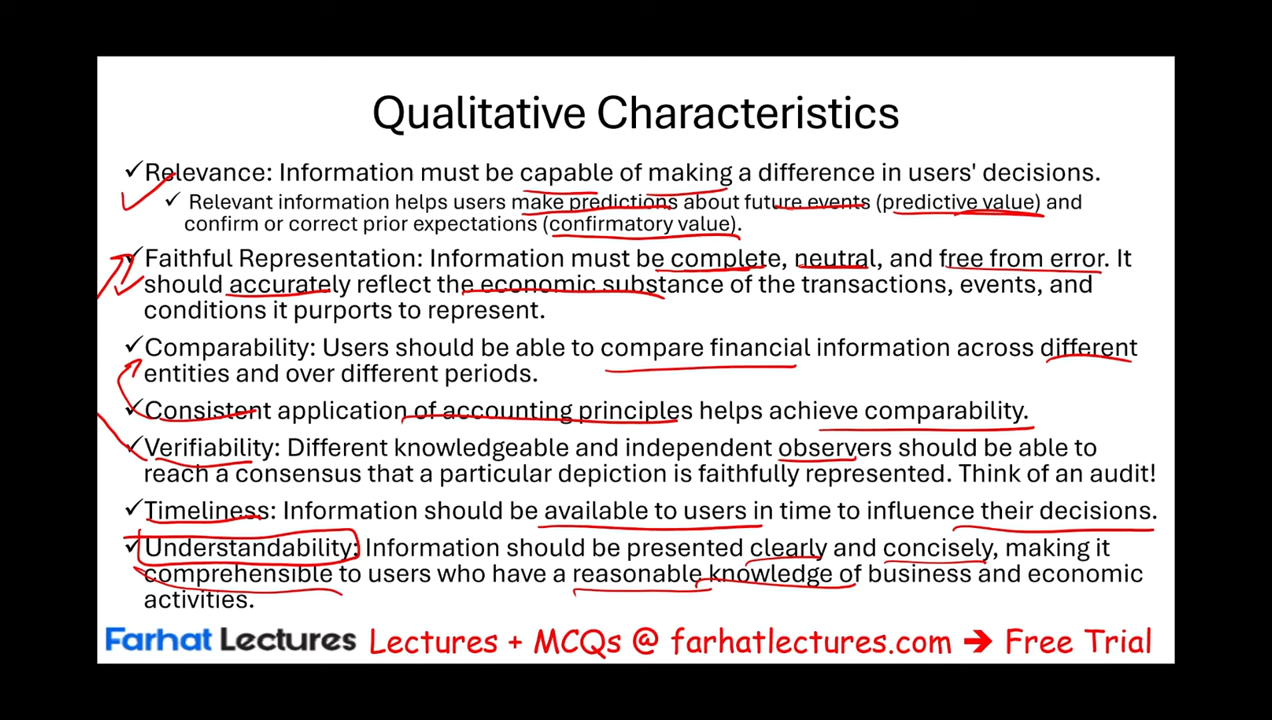 Qualitative Characteristics
✓Relevance: Information must be capable of making a difference in users' decisions.
✓ Relevant information helps users make predictions about future events (predictive value) and
confirm or correct prior expectations (confirmatory value).
✓Faithful Representation: Information must be complete, neutral, and free from error. It
should accurately reflect the economic substance of the transactions, events, and
conditions it purports to represent.
✓Comparability: Users should be able to compare financial information across different
entities and over different periods.
✓Consistent application of accounting principles helps achieve comparability.
✓Verifiability: Different knowledgeable and independent observers should be able to
reach a consensus that a particular depiction is faithfully represented. Think of an audit!
✓Timeliness: Information should be available to users in time to influence their decisions.
✓Understandability: Information should be presented clearly and concisely, making it
comprehensible to users who have a reasonable knowledge of business and economic
activities.
Farhat Lectures Lectures + MCQs @ farhatlectures.com ➔ Free Trial